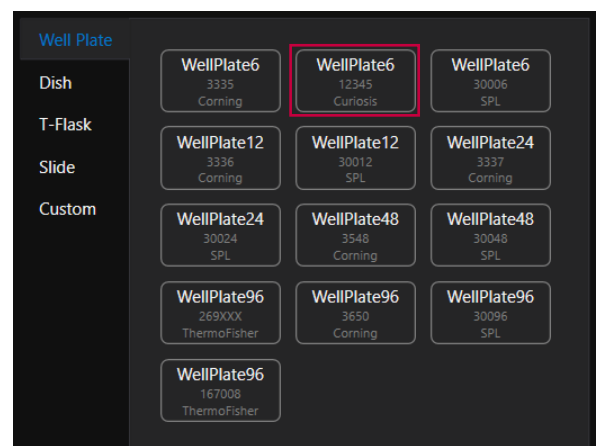 Well Plate
Dish
T-Flask
Slide
Custom
WellPlate6
3335
Corning
WellPlate6
12345
Curiosis
WellPlate6
30006
SPL
WellPlate12
3336
Corning
WellPlate12
30012
SPL
WellPlate24
3337
Corning
WellPlate24
30024
SPL
WellPlate48
3548
Corning
WellPlate48
30048
SPL
WellPlate96
269XXX
ThermoFisher
WellPlate96
3650
Corning
WellPlate96
30096
SPL
WellPlate96
167008
ThermoFisher